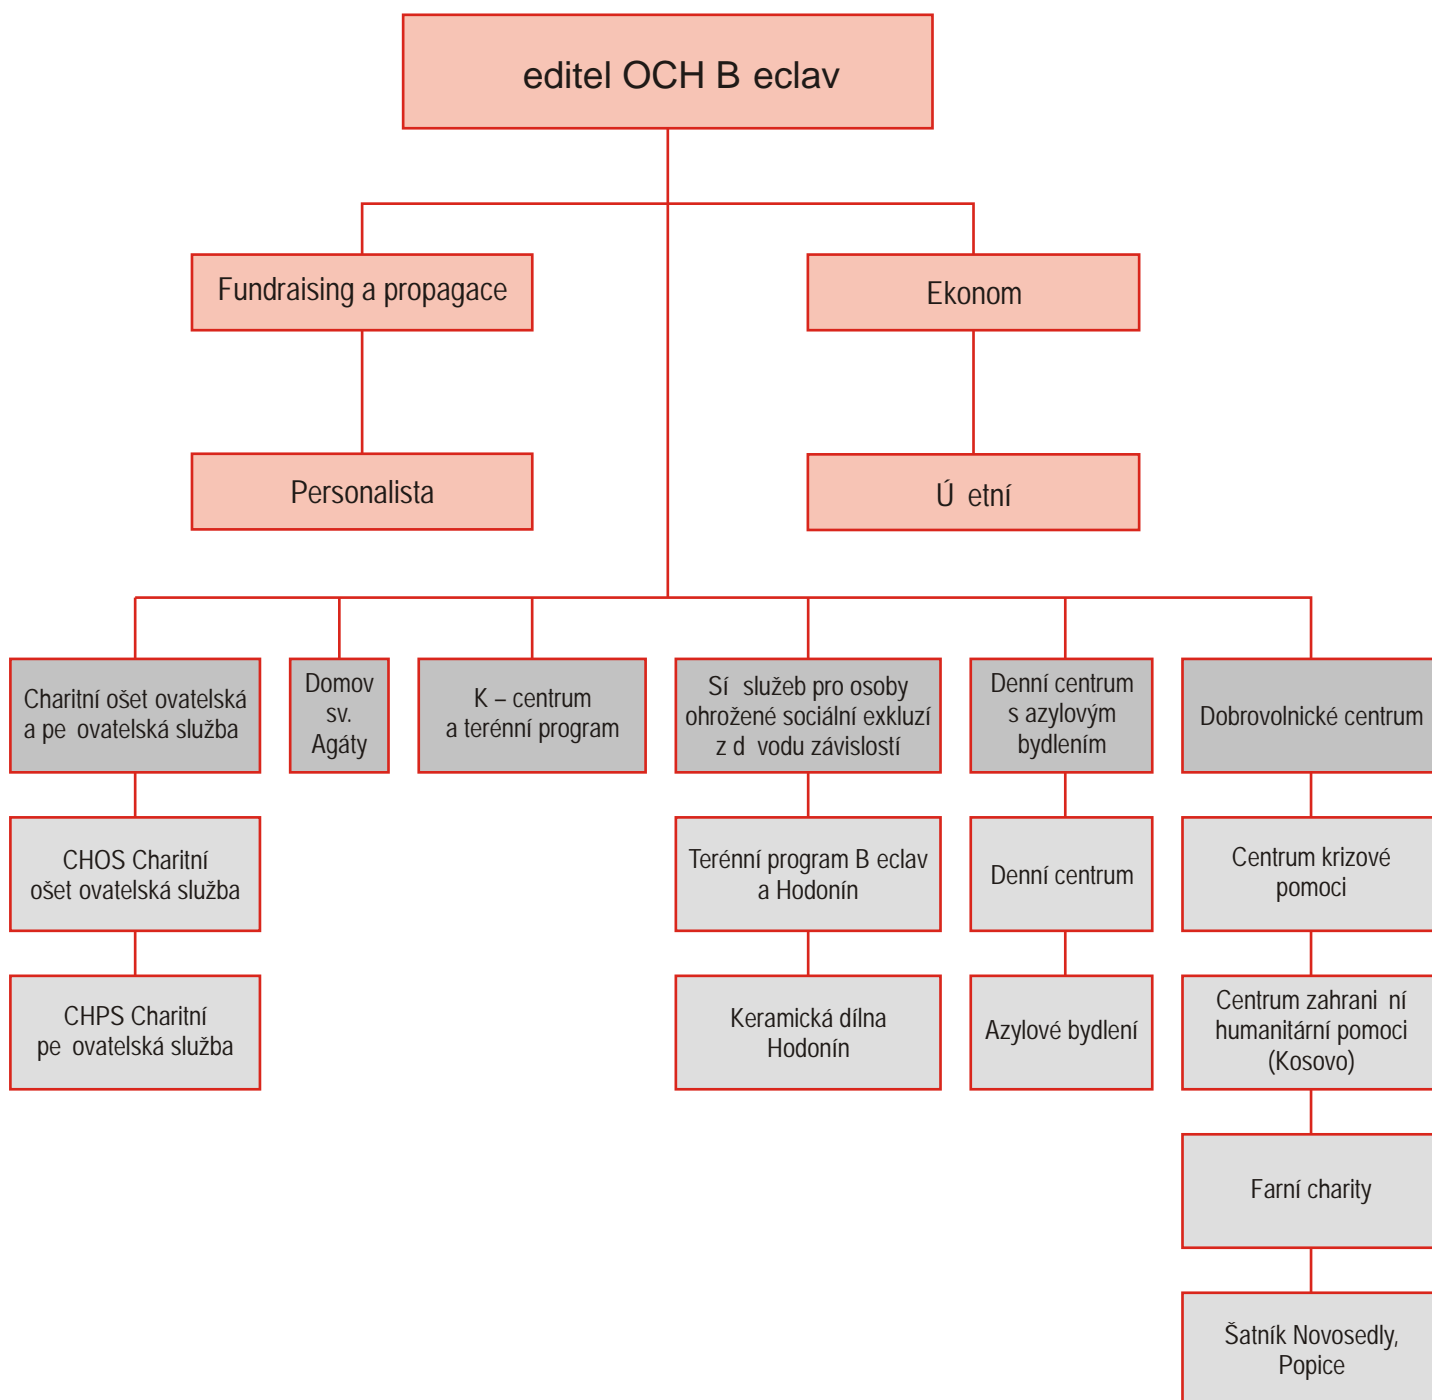 editel OCH B eclav
Fundraising a propagace
Ekonom
Personalista
Ú etní
Charitní ošet ovatelská
a pe ovatelská služba
Domov
sv.
Agáty
K – centrum
a terénní program
Sí služeb pro osoby
ohrožené sociální exkluzí
z d vodu závislostí
Denní centrum
s azylovým
bydlením
Dobrovolnické centrum
CHOS Charitní
ošet ovatelská služba
Terénní program B eclav
a Hodonín
Denní centrum
Centrum krizové
pomoci
CHPS Charitní
pe ovatelská služba
Keramická dílna
Hodonín
Azylové bydlení
Centrum zahrani ní
humanitární pomoci
(Kosovo)
Farní charity
Šatník Novosedly,
Popice